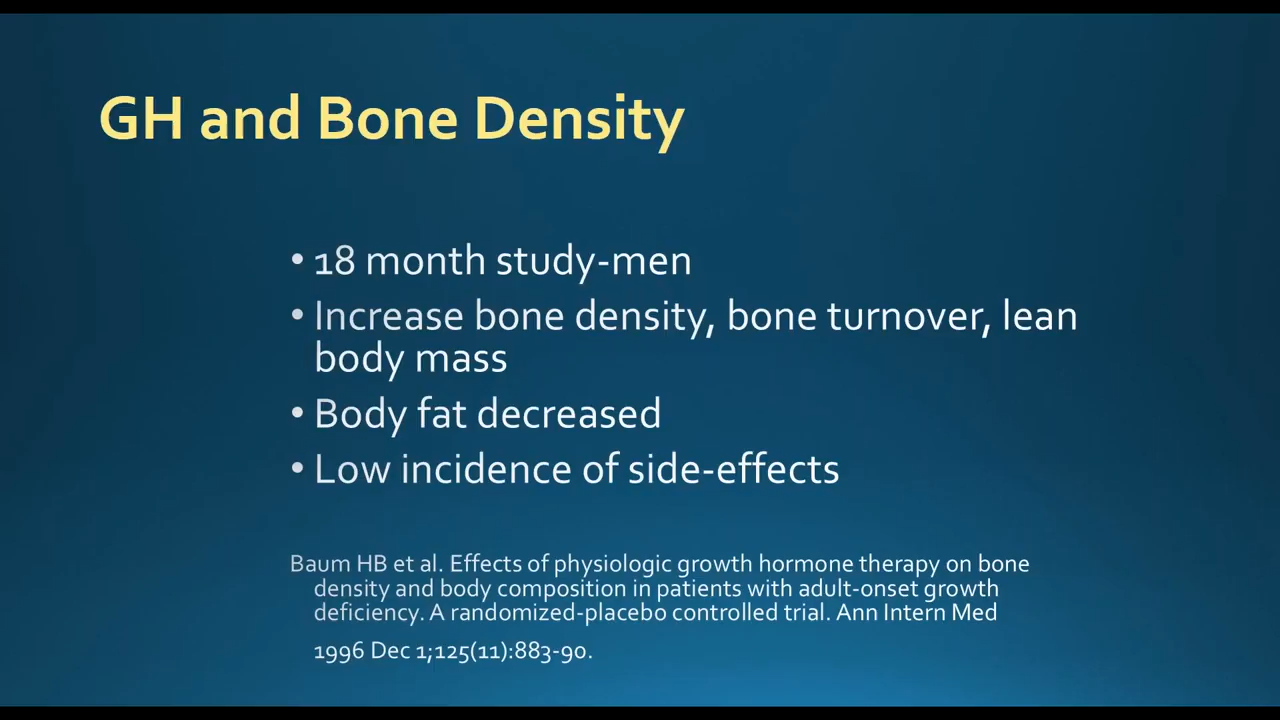 GH and Bone Density
• 18 month study-men
• Increase bone density, bone turnover, lean
body mass
• Body fat decreased
• Low incidence of side-effects
Baum HB et al. Effects of physiologic growth hormone therapy on bone
density and body composition in patients with adult-onset growth
deficiency. A randomized-placebo controlled trial. Ann Intern Med
1996 Dec 1;125(11):883-90.